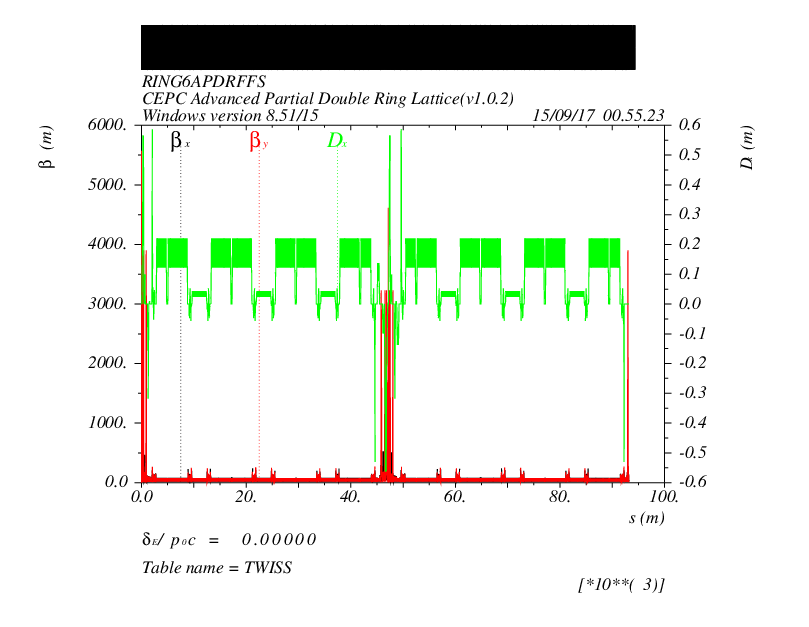 RING6APDRFFS
CEPC Advanced Partial Double Ring Lattice(v1.0.2)
Windows version 8.51/15 15/09/17 00.55.23
β (m)
D (m)
βx βy Dx
6000. 0.6
0.5
5000. 0.4
0.3
4000. 0.2
0.1
3000. 0.0
-0.1
2000. -0.2
-0.3
1000. -0.4
-0.5
0.0 -0.6
0.0 20. 40. 60. 80. 100.
s (m)
δE/ p0c = 0.00000
Table name = TWISS
[*10**( 3)]